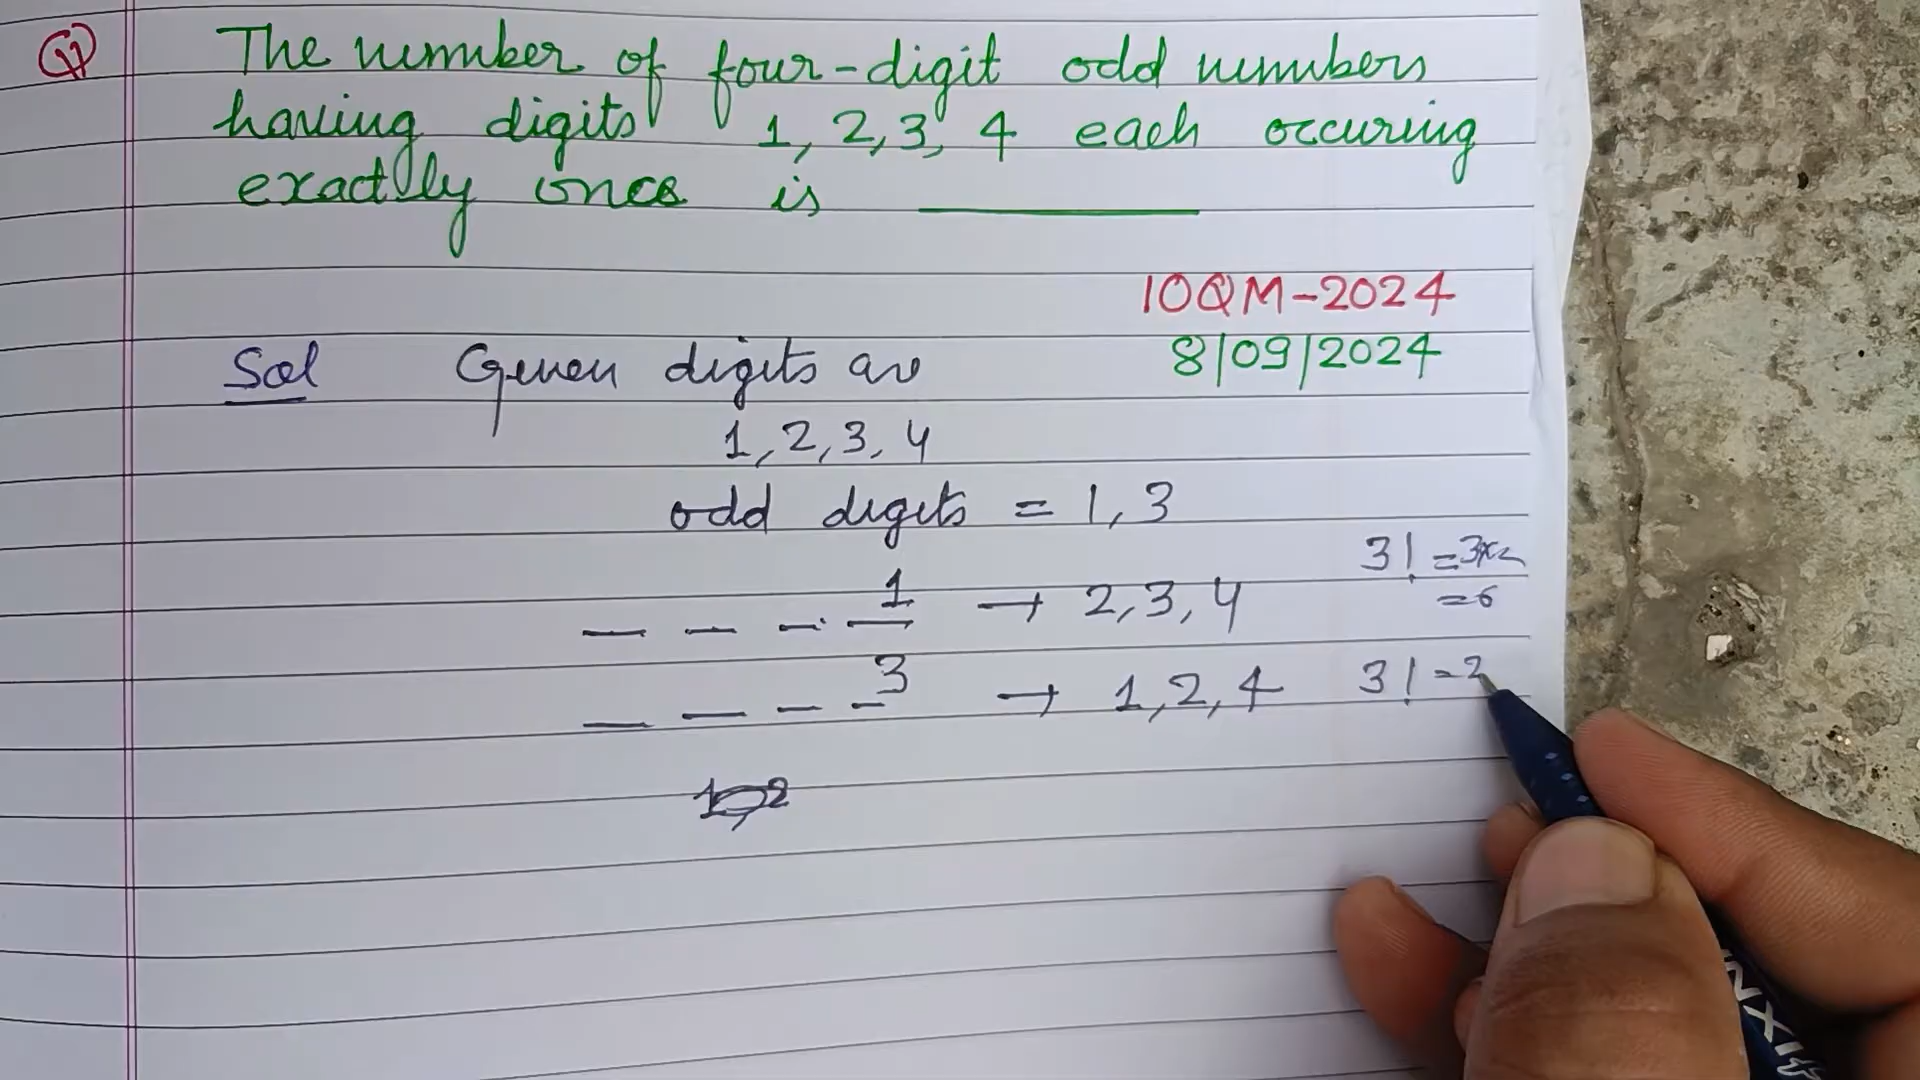 Q1
The number of four-digit odd numbers
having digits 1, 2, 3, 4 each occuring
exactly once is ________
IOQM-2024
8/09/2024
Sol Given digits are
1, 2, 3, 4
odd digits = 1, 3
_ _ _ 1 → 2, 3, 4 3! = 3×2
= 6
_ _ _ 3 → 1, 2, 4 3! = 3